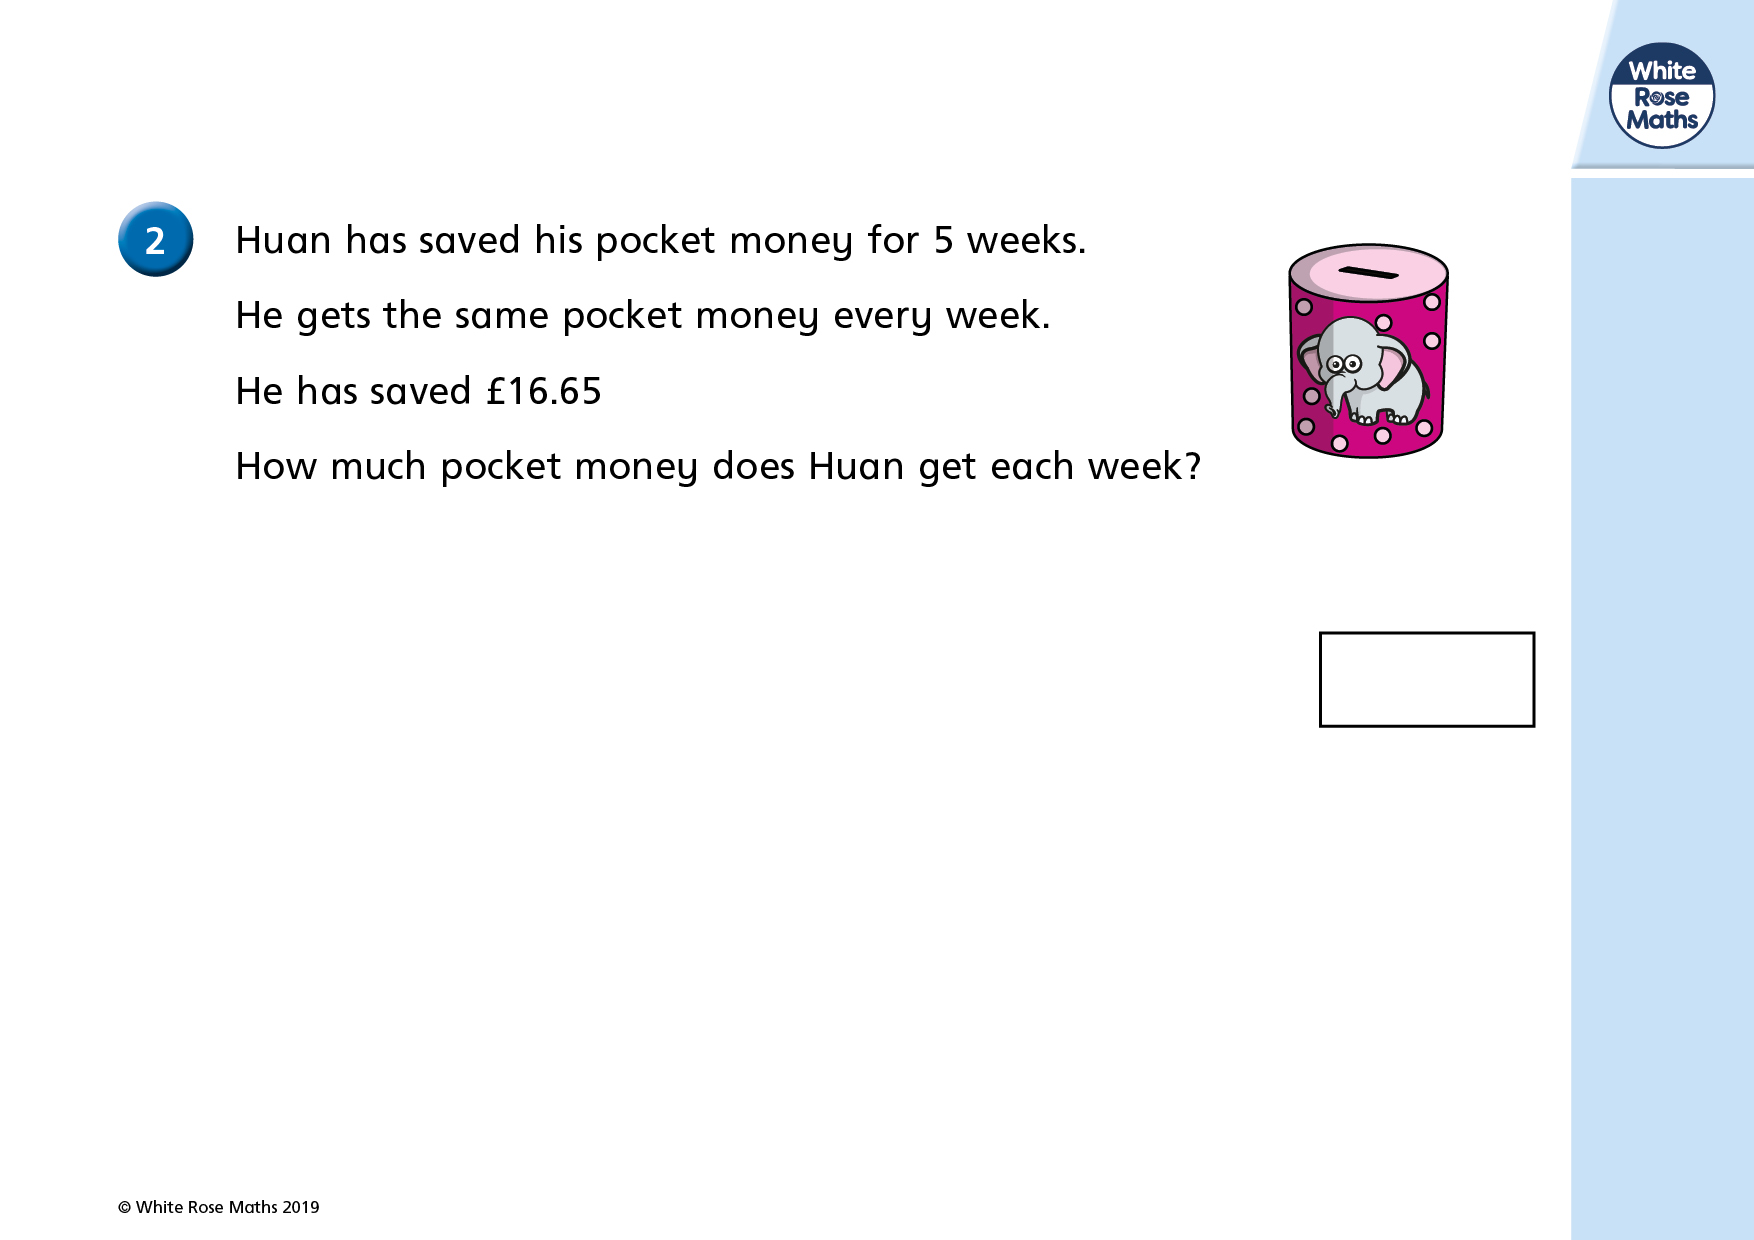 White
Rose
Maths
2
Huan has saved his pocket money for 5 weeks.
He gets the same pocket money every week.
He has saved £16.65
How much pocket money does Huan get each week?
© White Rose Maths 2019